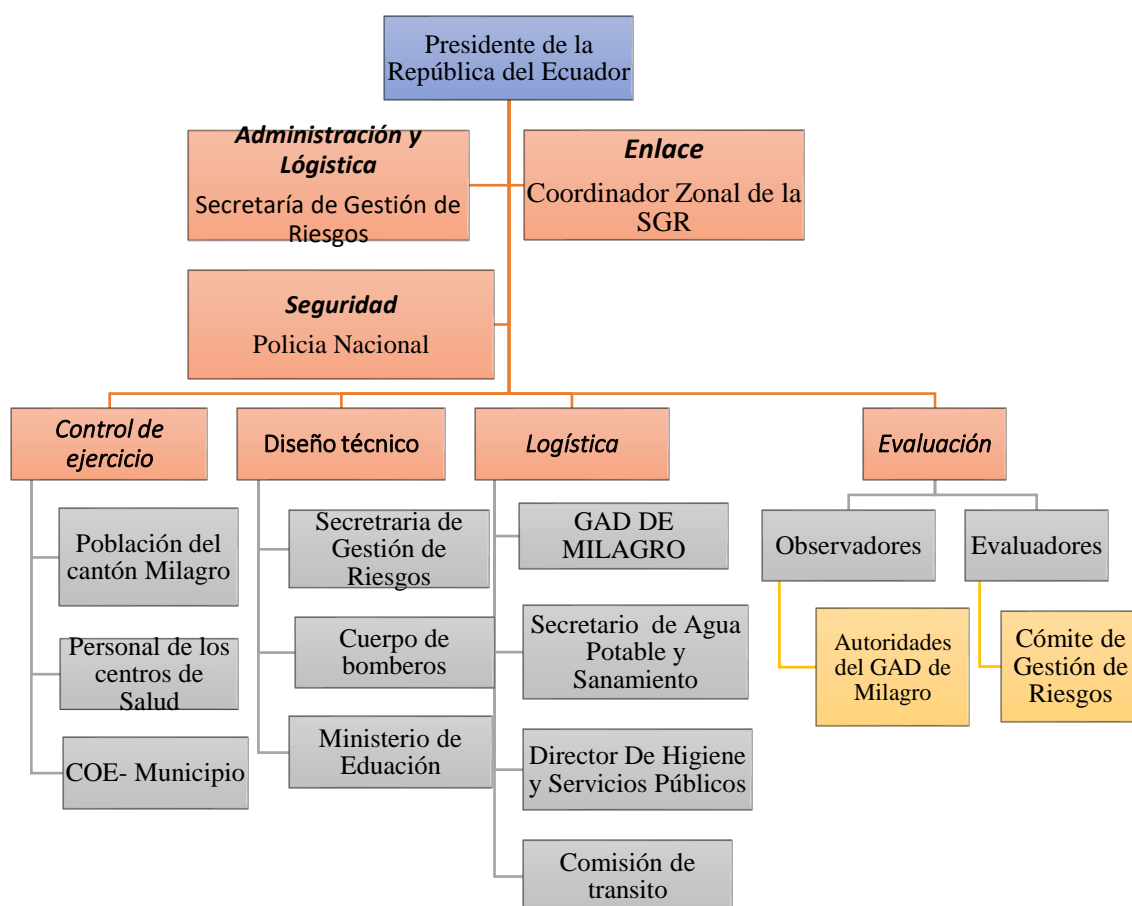 Presidente de la
República del Ecuador
Administración y
Lógistica
Secretaría de Gestión de
Riesgos
Enlace
Coordinador Zonal de la
SGR
Seguridad
Policia Nacional
Control de
ejercicio
Población del
cantón Milagro
Personal de los
centros de
Salud
COE- Municipio
Diseño técnico
Secretraria de
Gestión de
Riesgos
Cuerpo de
bomberos
Ministerio de
Eduación
Logística
GAD DE
MILAGRO
Secretario de Agua
Potable y
Sanamiento
Director De Higiene
y Servicios Públicos
Comisión de
transito
Evaluación
Observadores
Autoridades
del GAD de
Milagro
Evaluadores
Cómite de
Gestión de
Riesgos